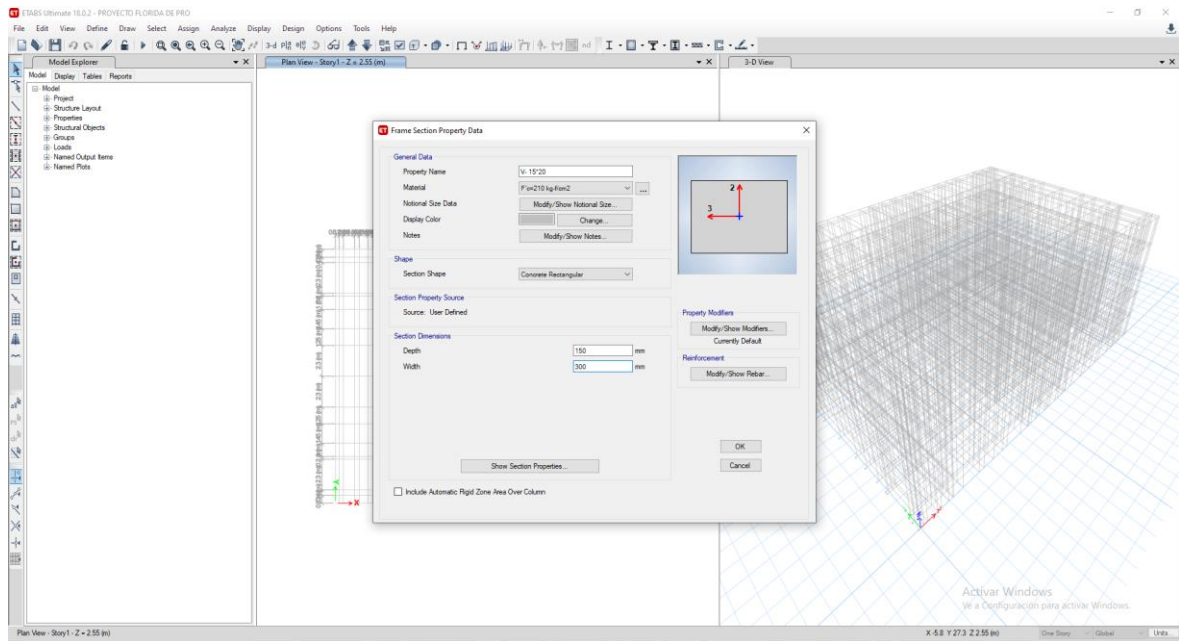 ETABS Ultimate 18.0.2 - PROYECTO FLORIDA DE PRO
File Edit View Define Draw Select Assign Analyze Display Design Options Tools Help
Model Explorer
Plan View - Story1 - Z = 2.55 (m)
3-D View
Model Display Tables Reports
Model
Project
Structure Layout
Properties
Structural Objects
Groups
Loads
Named Output Items
Named Plots
Frame Section Property Data
General Data
Property Name V- 15*20
Material F'c=210 kg-f/cm2 ...
Notional Size Data Modify/Show Notional Size...
Display Color Change...
Notes Modify/Show Notes...
Shape
Section Shape Concrete Rectangular
Section Property Source
Source: User Defined
Section Dimensions
Depth 150 mm
Width 300 mm
Show Section Properties...
Include Automatic Rigid Zone Area Over Column
2
3
Property Modifiers
Modify/Show Modifiers...
Currently Default
Reinforcement
Modify/Show Rebar...
OK
Cancel
X
Activar Windows
Ve a Configuración para activar Windows.
Plan View - Story1 - Z = 2.55 (m)
X -5.8 Y 27.3 Z 2.55 (m) One Story Global Units...